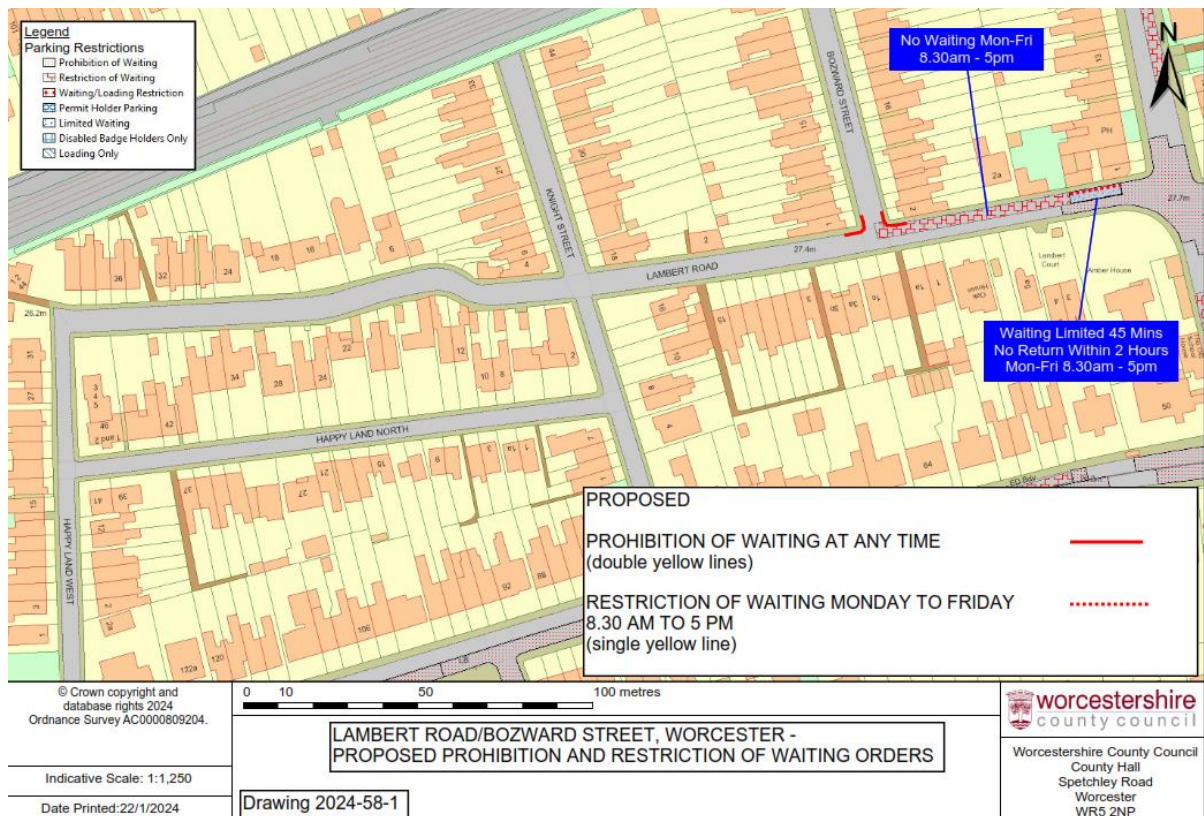 Legend
Parking Restrictions
Prohibition of Waiting
Restriction of Waiting
Waiting/Loading Restriction
Permit Holder Parking
Limited Waiting
Disabled Badge Holders Only
Loading Only
No Waiting Mon-Fri
8.30am - 5pm
N
BOZWARD STREET
KNIGHT STREET
PH
2a
27.7m
27.4m
LAMBERT ROAD
Lambert
Court
Amber House
26.2m
Waiting Limited 45 Mins
No Return Within 2 Hours
Mon-Fri 8.30am - 5pm
HAPPY LAND NORTH
HAPPY LAND WEST
PROPOSED
PROHIBITION OF WAITING AT ANY TIME
(double yellow lines)
RESTRICTION OF WAITING MONDAY TO FRIDAY
8.30 AM TO 5 PM
(single yellow line)
© Crown copyright and
database rights 2024
Ordnance Survey AC0000809204.
Indicative Scale: 1:1,250
Date Printed:22/1/2024
0 10 50 100 metres
LAMBERT ROAD/BOZWARD STREET, WORCESTER -
PROPOSED PROHIBITION AND RESTRICTION OF WAITING ORDERS
Drawing 2024-58-1
worcestershire
county council
Worcestershire County Council
County Hall
Spetchley Road
Worcester
WR5 2NP